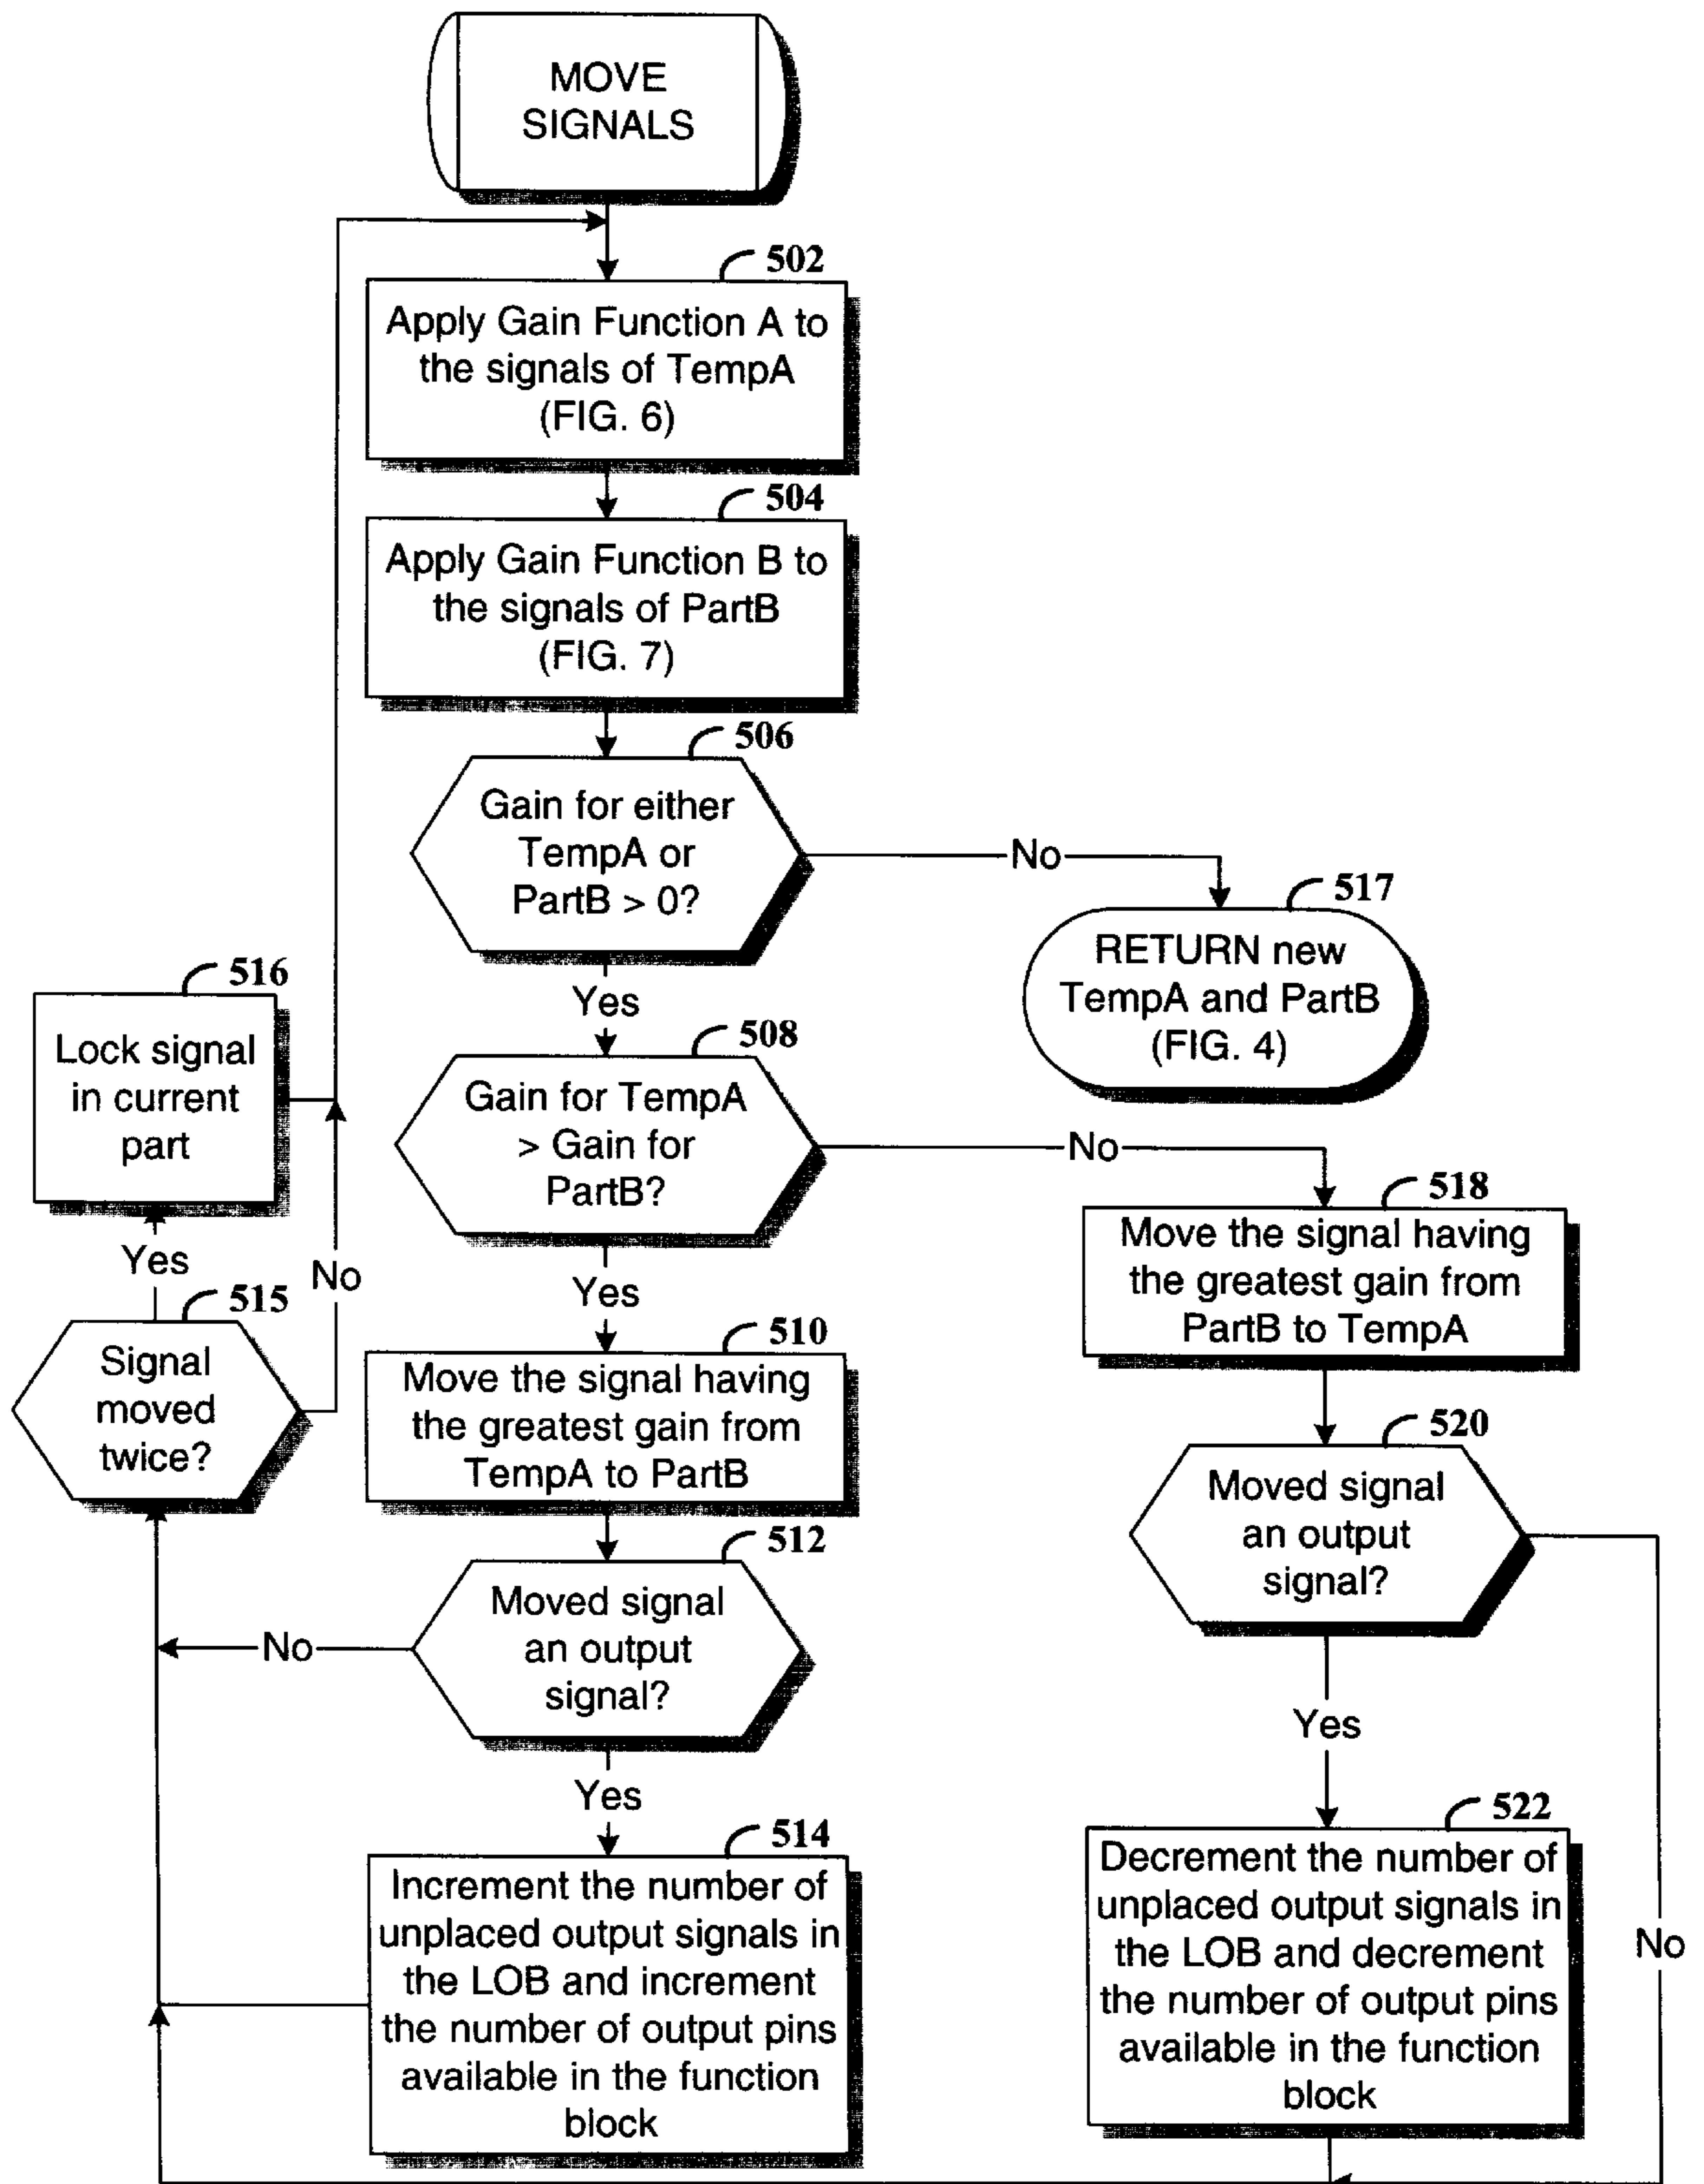 MOVE
SIGNALS
502
Apply Gain Function A to
the signals of TempA
(FIG. 6)
504
Apply Gain Function B to
the signals of PartB
(FIG. 7)
506
Gain for either
TempA or
PartB > 0?
No
517
RETURN new
TempA and PartB
(FIG. 4)
Yes
516
Lock signal
in current
part
508
Gain for TempA
> Gain for
PartB?
No
518
Move the signal having
the greatest gain from
PartB to TempA
Yes
No
Yes
515
Signal
moved
twice?
510
Move the signal having
the greatest gain from
TempA to PartB
520
Moved signal
an output
signal?
512
Moved signal
an output
signal?
No
Yes
Yes
No
514
Increment the number of
unplaced output signals in
the LOB and increment
the number of output pins
available in the function
block
522
Decrement the number of
unplaced output signals in
the LOB and decrement
the number of output pins
available in the function
block